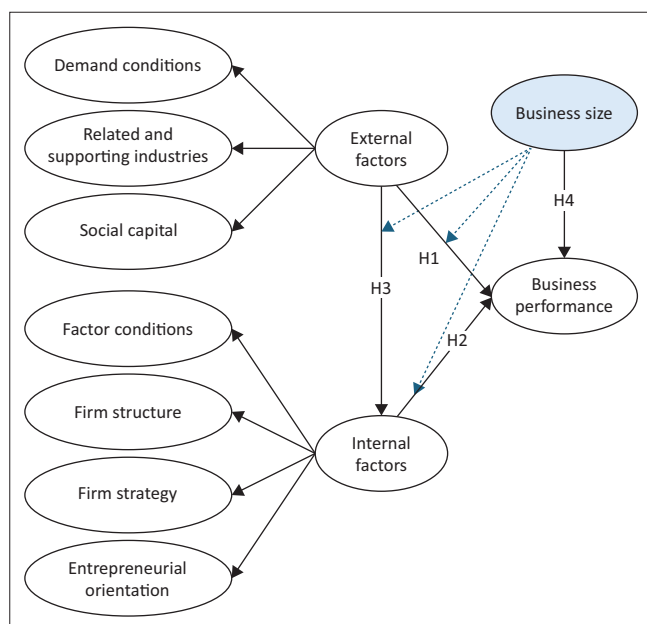 Demand conditions
Related and
supporting industries
Social capital
External
factors
Business size
H4
H1
H3
Business
performance
H2
Factor conditions
Firm structure
Firm strategy
Entrepreneurial
orientation
Internal
factors